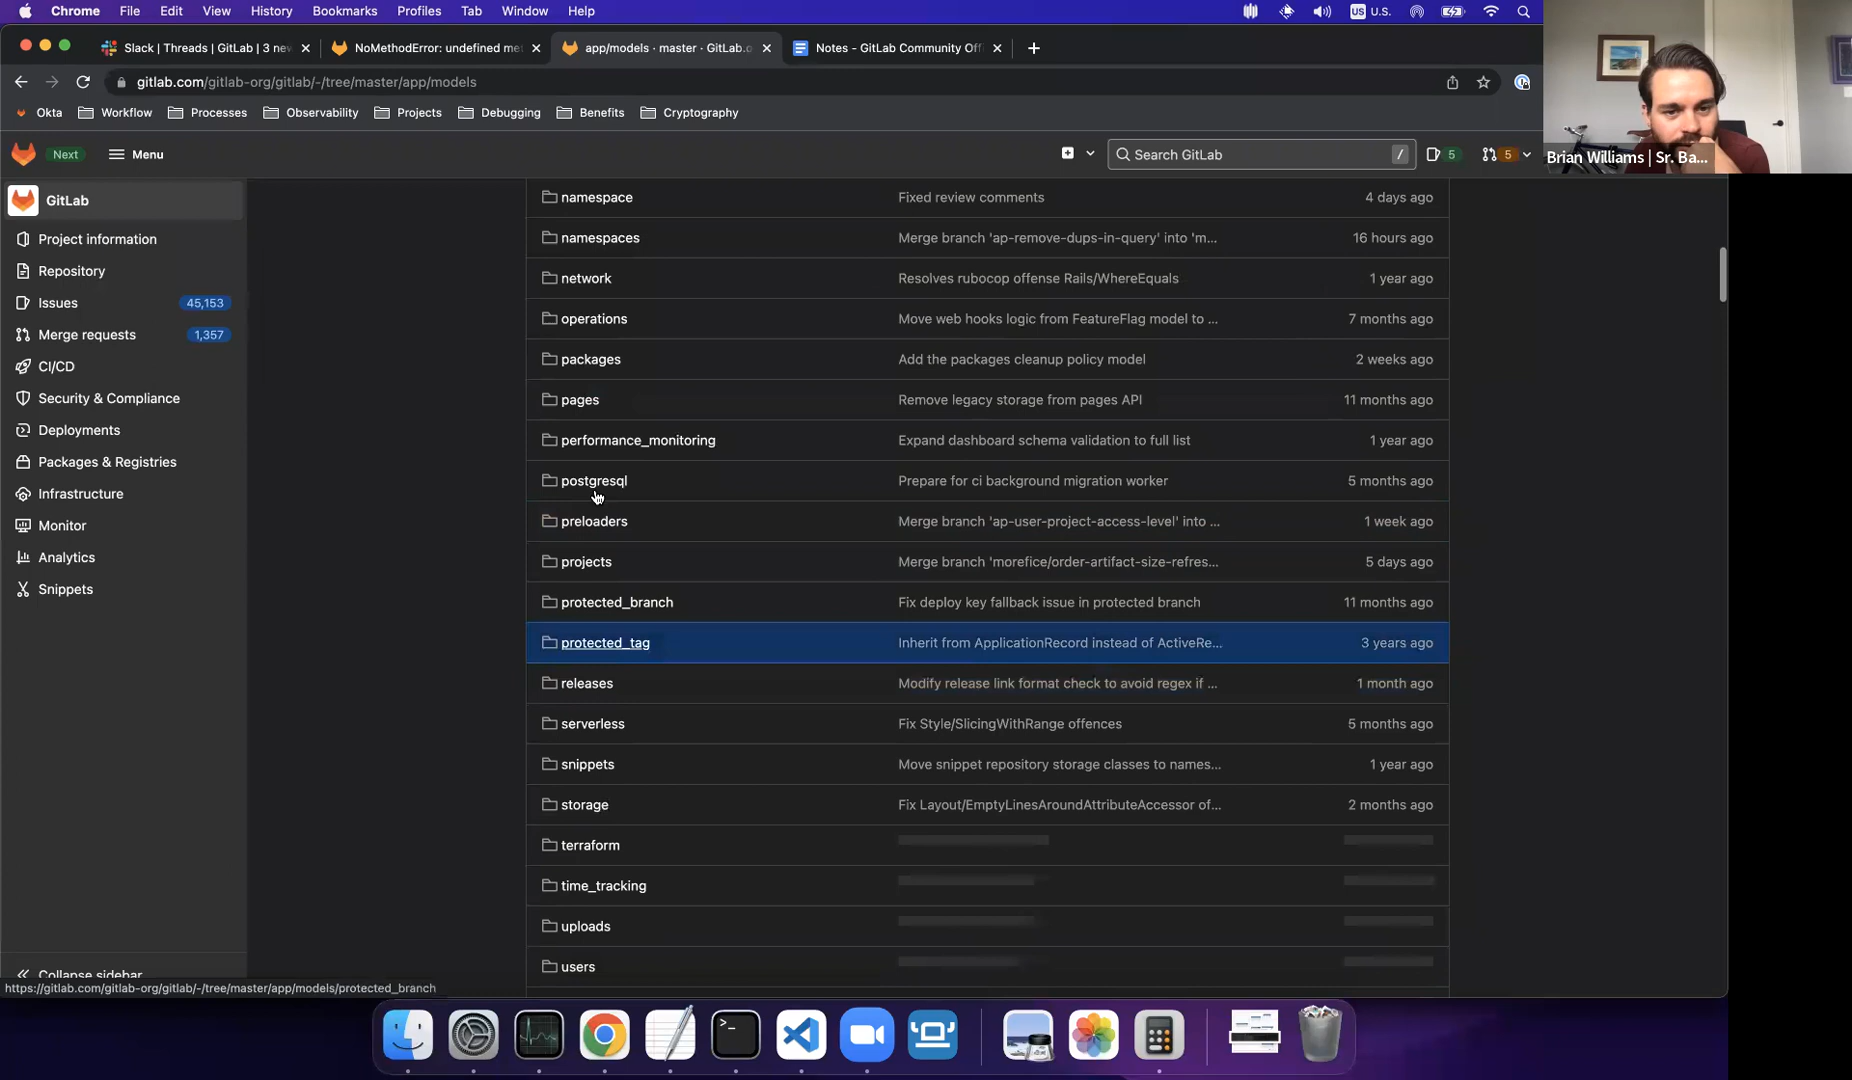 Chrome File Edit View History Bookmarks Profiles Tab Window Help US U.S.
Slack | Threads | GitLab | 3 new
NoMethodError: undefined me
app/models · master · GitLab.o
Notes - GitLab Community Off
gitlab.com/gitlab-org/gitlab/-/tree/master/app/models
Okta Workflow Processes Observability Projects Debugging Benefits Cryptography
Next Menu Search GitLab / 5 5
Brian Williams | Sr. Ba...
GitLab
Project information
Repository
Issues 45,153
Merge requests 1,357
CI/CD
Security & Compliance
Deployments
Packages & Registries
Infrastructure
Monitor
Analytics
Snippets
Collapse sidebar
namespace Fixed review comments 4 days ago
namespaces Merge branch 'ap-remove-dups-in-query' into 'm... 16 hours ago
network Resolves rubocop offense Rails/WhereEquals 1 year ago
operations Move web hooks logic from FeatureFlag model to ... 7 months ago
packages Add the packages cleanup policy model 2 weeks ago
pages Remove legacy storage from pages API 11 months ago
performance_monitoring Expand dashboard schema validation to full list 1 year ago
postgresql Prepare for ci background migration worker 5 months ago
preloaders Merge branch 'ap-user-project-access-level' into ... 1 week ago
projects Merge branch 'morefice/order-artifact-size-refres... 5 days ago
protected_branch Fix deploy key fallback issue in protected branch 11 months ago
protected_tag Inherit from ApplicationRecord instead of ActiveRe... 3 years ago
releases Modify release link format check to avoid regex if ... 1 month ago
serverless Fix Style/SlicingWithRange offences 5 months ago
snippets Move snippet repository storage classes to names... 1 year ago
storage Fix Layout/EmptyLinesAroundAttributeAccessor of... 2 months ago
terraform
time_tracking
uploads
users
https://gitlab.com/gitlab-org/gitlab/-/tree/master/app/models/protected_branch